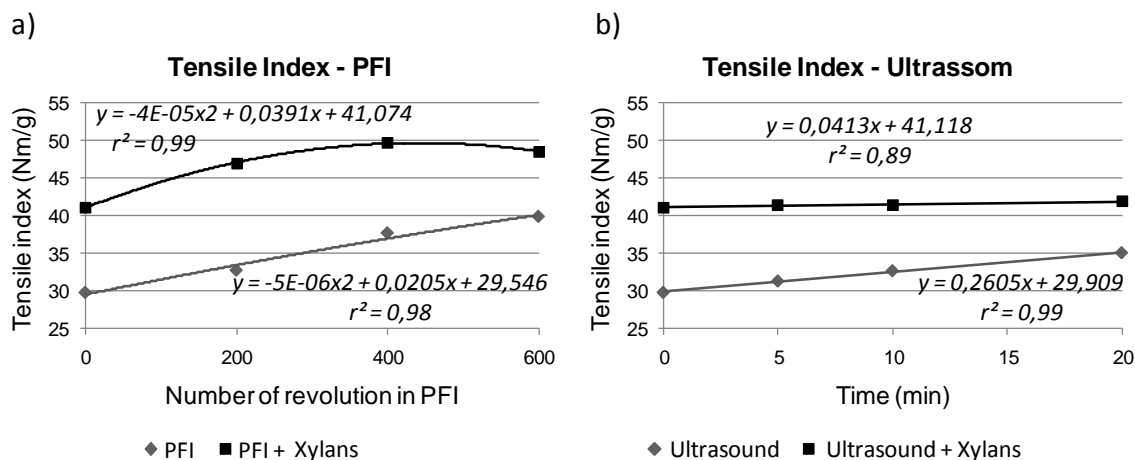 a)
Tensile Index - PFI
Tensile index (Nm/g)
55
50
45
40
35
30
25
y = -4E-05x2 + 0,0391x + 41,074
r² = 0,99
y = -5E-06x2 + 0,0205x + 29,546
r² = 0,98
0 200 400 600
Number of revolution in PFI
PFI PFI + Xylans
b)
Tensile Index - Ultrassom
Tensile index (Nm/g)
55
50
45
40
35
30
25
y = 0,0413x + 41,118
r² = 0,89
y = 0,2605x + 29,909
r² = 0,99
0 5 10 15 20
Time (min)
Ultrasound Ultrasound + Xylans